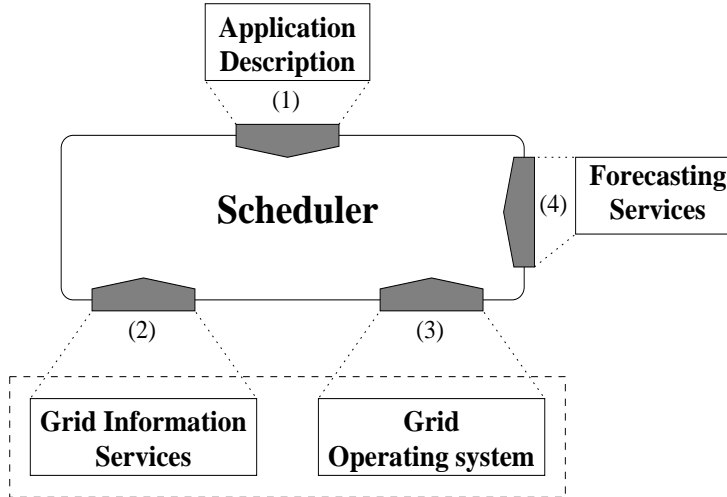 Application
Description
(1)
Scheduler
(4)
Forecasting
Services
(2)
(3)
Grid Information
Services
Grid
Operating system